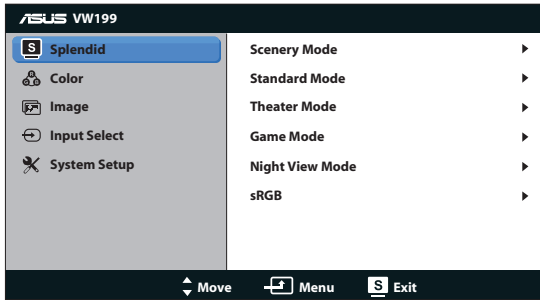 ASUS VW199
S Splendid
Color
Image
Input Select
System Setup
Scenery Mode
Standard Mode
Theater Mode
Game Mode
Night View Mode
sRGB
Move Menu S Exit